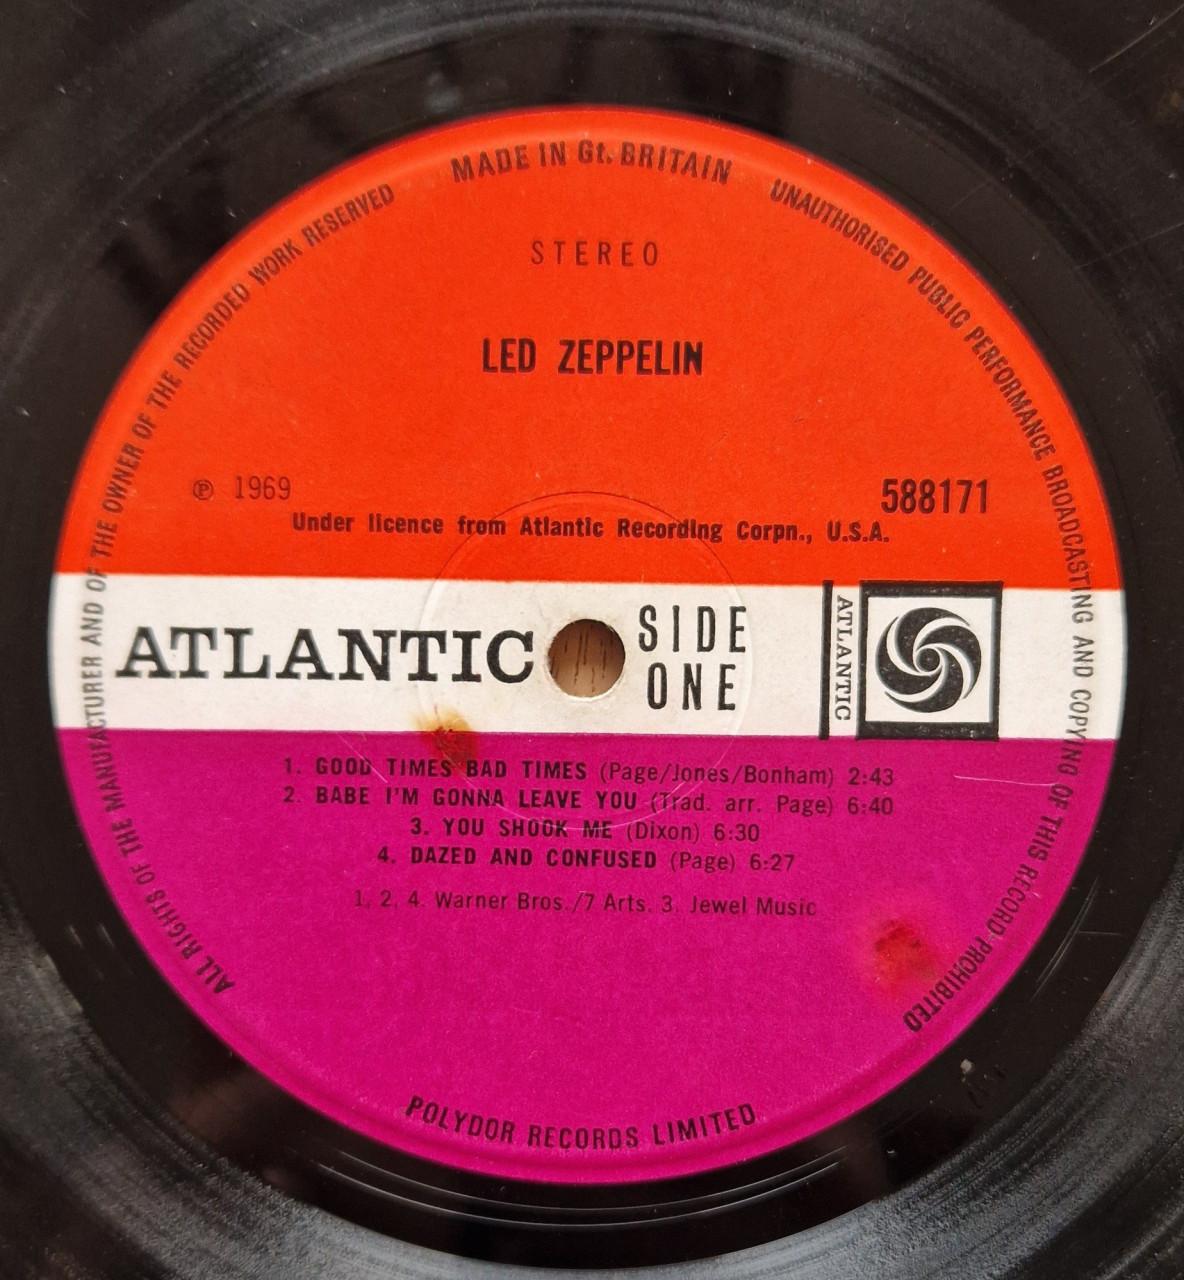 MADE IN Gt. BRITAIN
UNAUTHORISED PUBLIC PERFORMANCE BROADCASTING AND COPYING OF THIS RECORD PROHIBITED
ALL RIGHTS OF THE MANUFACTURER AND OF THE OWNER OF THE RECORDED WORK RESERVED
STEREO
LED ZEPPELIN
℗ 1969
588171
Under licence from Atlantic Recording Corpn., U.S.A.
ATLANTIC
SIDE
ONE
ATLANTIC
1. GOOD TIMES BAD TIMES (Page/Jones/Bonham) 2:43
2. BABE I'M GONNA LEAVE YOU (Trad. arr. Page) 6:40
3. YOU SHOOK ME (Dixon) 6:30
4. DAZED AND CONFUSED (Page) 6:27
1, 2, 4. Warner Bros./7 Arts. 3. Jewel Music
POLYDOR RECORDS LIMITED